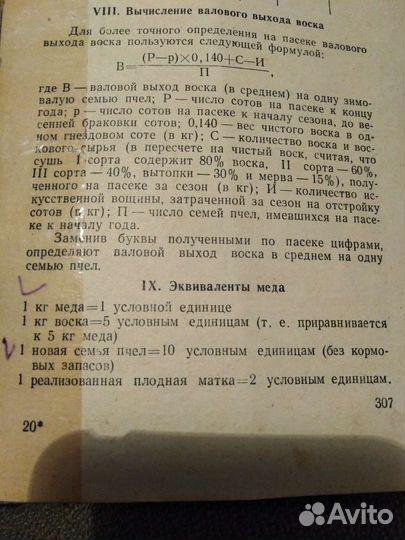 VIII. Вычисление валового выхода воска
Для более точного определения на пасеке валового
выхода воска пользуются следующей формулой:
(Р—р)×0,140+С—И
В=
П ,
где В — валовой выход воска (в среднем) на одну зимо-
валую семью пчел; Р — число сотов на пасеке к концу
года; р — число сотов на пасеке к началу сезона, до ве-
сенней браковки сотов; 0,140 — вес чистого воска в од-
ном гнездовом соте (в кг); С — количество воска и вос-
кового сырья (в пересчете на чистый воск, считая, что
сушь I сорта содержит 80% воска, II сорта — 60%,
III сорта — 40%, вытопки — 30% и мерва — 15%), полу-
ченного на пасеке за сезон (в кг); И — количество ис-
кусственной вощины, затраченной за сезон на отстройку
сотов (в кг); П — число семей пчел, имевшихся на пасе-
ке к началу года.
Заменив буквы полученными по пасеке цифрами,
определяют валовой выход воска в среднем на одну
семью пчел.
IX. Эквиваленты меда
1 кг меда=1 условной единице
1 кг воска=5 условным единицам (т. е. приравнивается
к 5 кг меда)
1 новая семья пчел=10 условным единицам (без кормо-
вых запасов)
1 реализованная плодная матка=2 условным единицам.
307
20*
Avito